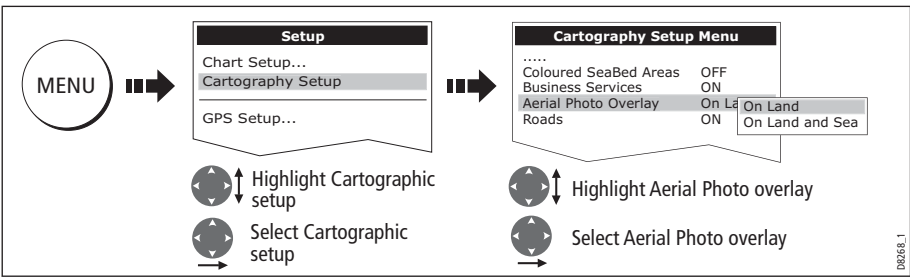 MENU
Setup
Chart Setup...
Cartography Setup
GPS Setup...
Highlight Cartographic
setup
Select Cartographic
setup
Cartography Setup Menu
.....
Coloured SeaBed Areas OFF
Business Services ON
Aerial Photo Overlay On La
Roads ON
On Land
On Land and Sea
Highlight Aerial Photo overlay
Select Aerial Photo overlay
D8268_1